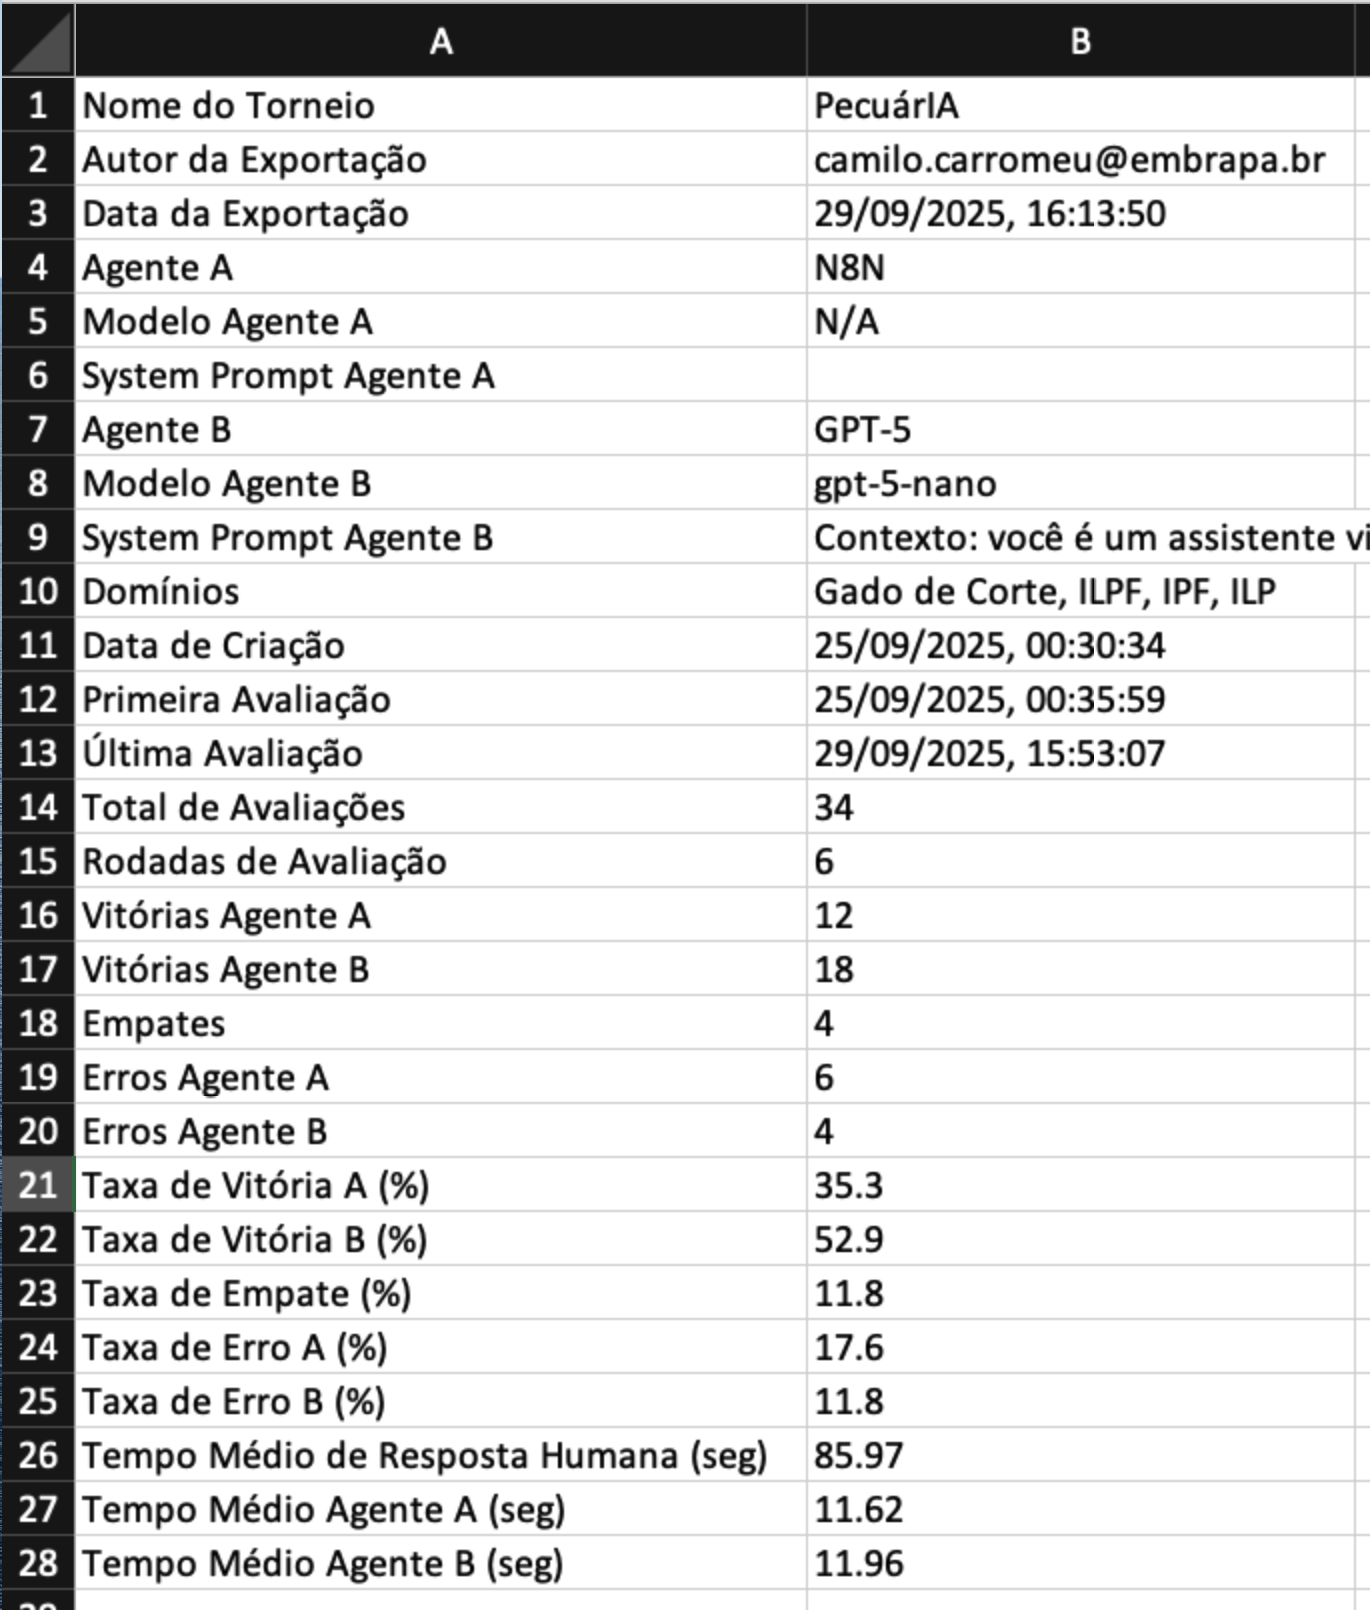 A B
1 Nome do Torneio PecuárIA
2 Autor da Exportação camilo.carromeu@embrapa.br
3 Data da Exportação 29/09/2025, 16:13:50
4 Agente A N8N
5 Modelo Agente A N/A
6 System Prompt Agente A
7 Agente B GPT-5
8 Modelo Agente B gpt-5-nano
9 System Prompt Agente B Contexto: você é um assistente vi
10 Domínios Gado de Corte, ILPF, IPF, ILP
11 Data de Criação 25/09/2025, 00:30:34
12 Primeira Avaliação 25/09/2025, 00:35:59
13 Última Avaliação 29/09/2025, 15:53:07
14 Total de Avaliações 34
15 Rodadas de Avaliação 6
16 Vitórias Agente A 12
17 Vitórias Agente B 18
18 Empates 4
19 Erros Agente A 6
20 Erros Agente B 4
21 Taxa de Vitória A (%) 35.3
22 Taxa de Vitória B (%) 52.9
23 Taxa de Empate (%) 11.8
24 Taxa de Erro A (%) 17.6
25 Taxa de Erro B (%) 11.8
26 Tempo Médio de Resposta Humana (seg) 85.97
27 Tempo Médio Agente A (seg) 11.62
28 Tempo Médio Agente B (seg) 11.96